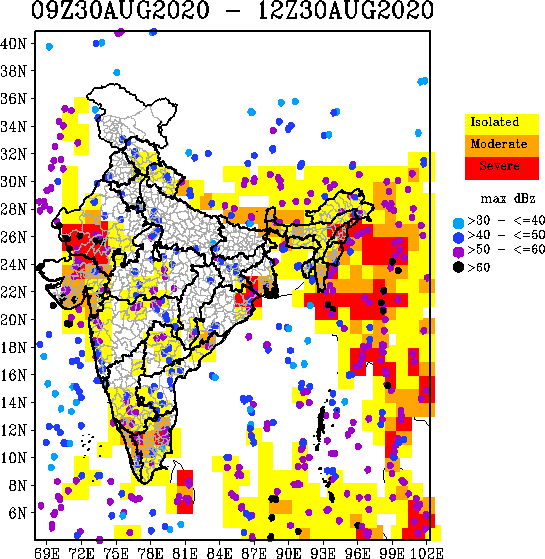 09Z30AUG2020 - 12Z30AUG2020
40N
38N
36N
34N
32N
30N
28N
26N
24N
22N
20N
18N
16N
14N
12N
10N
8N
6N
69E 72E 75E 78E 81E 84E 87E 90E 93E 96E 99E 102E
Isolated
Moderate
Severe
max dBz
>30 - <=40
>40 - <=50
>50 - <=60
>60